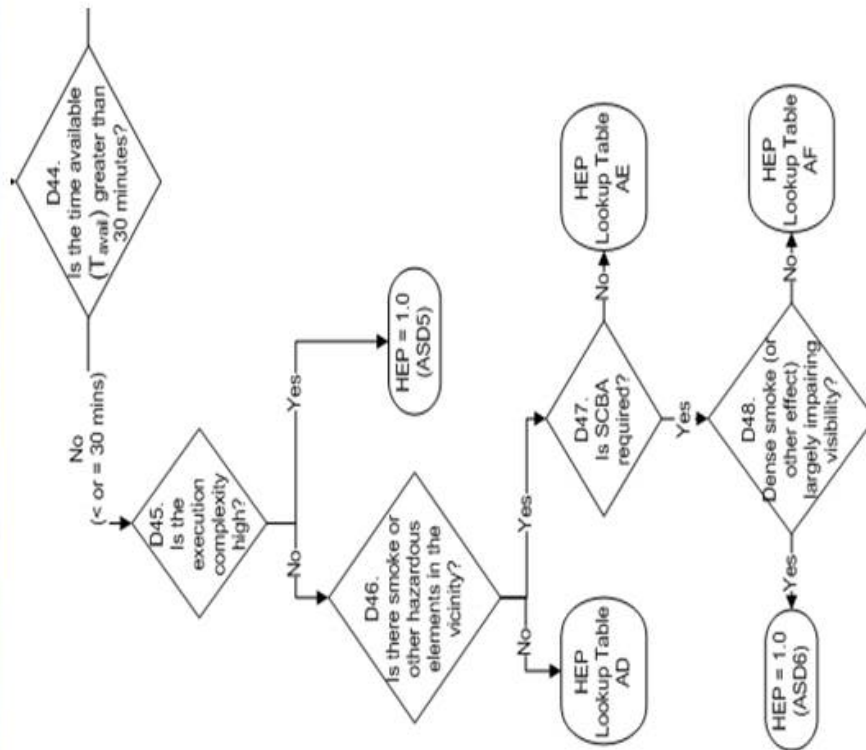 D44.
Is the time available
(Tavail) greater than
30 minutes?
No
(< or = 30 mins)
D45.
Is the
execution
complexity
high?
Yes
HEP = 1.0
(ASD5)
No
D46.
Is there smoke or
other hazardous
elements in the
vicinity?
No
HEP
Lookup Table
AD
Yes
D47.
Is SCBA
required?
No
HEP
Lookup Table
AE
Yes
D48.
Dense smoke (or
other effect)
largely impairing
visibility?
No
HEP
Lookup Table
AF
Yes
HEP = 1.0
(ASD6)